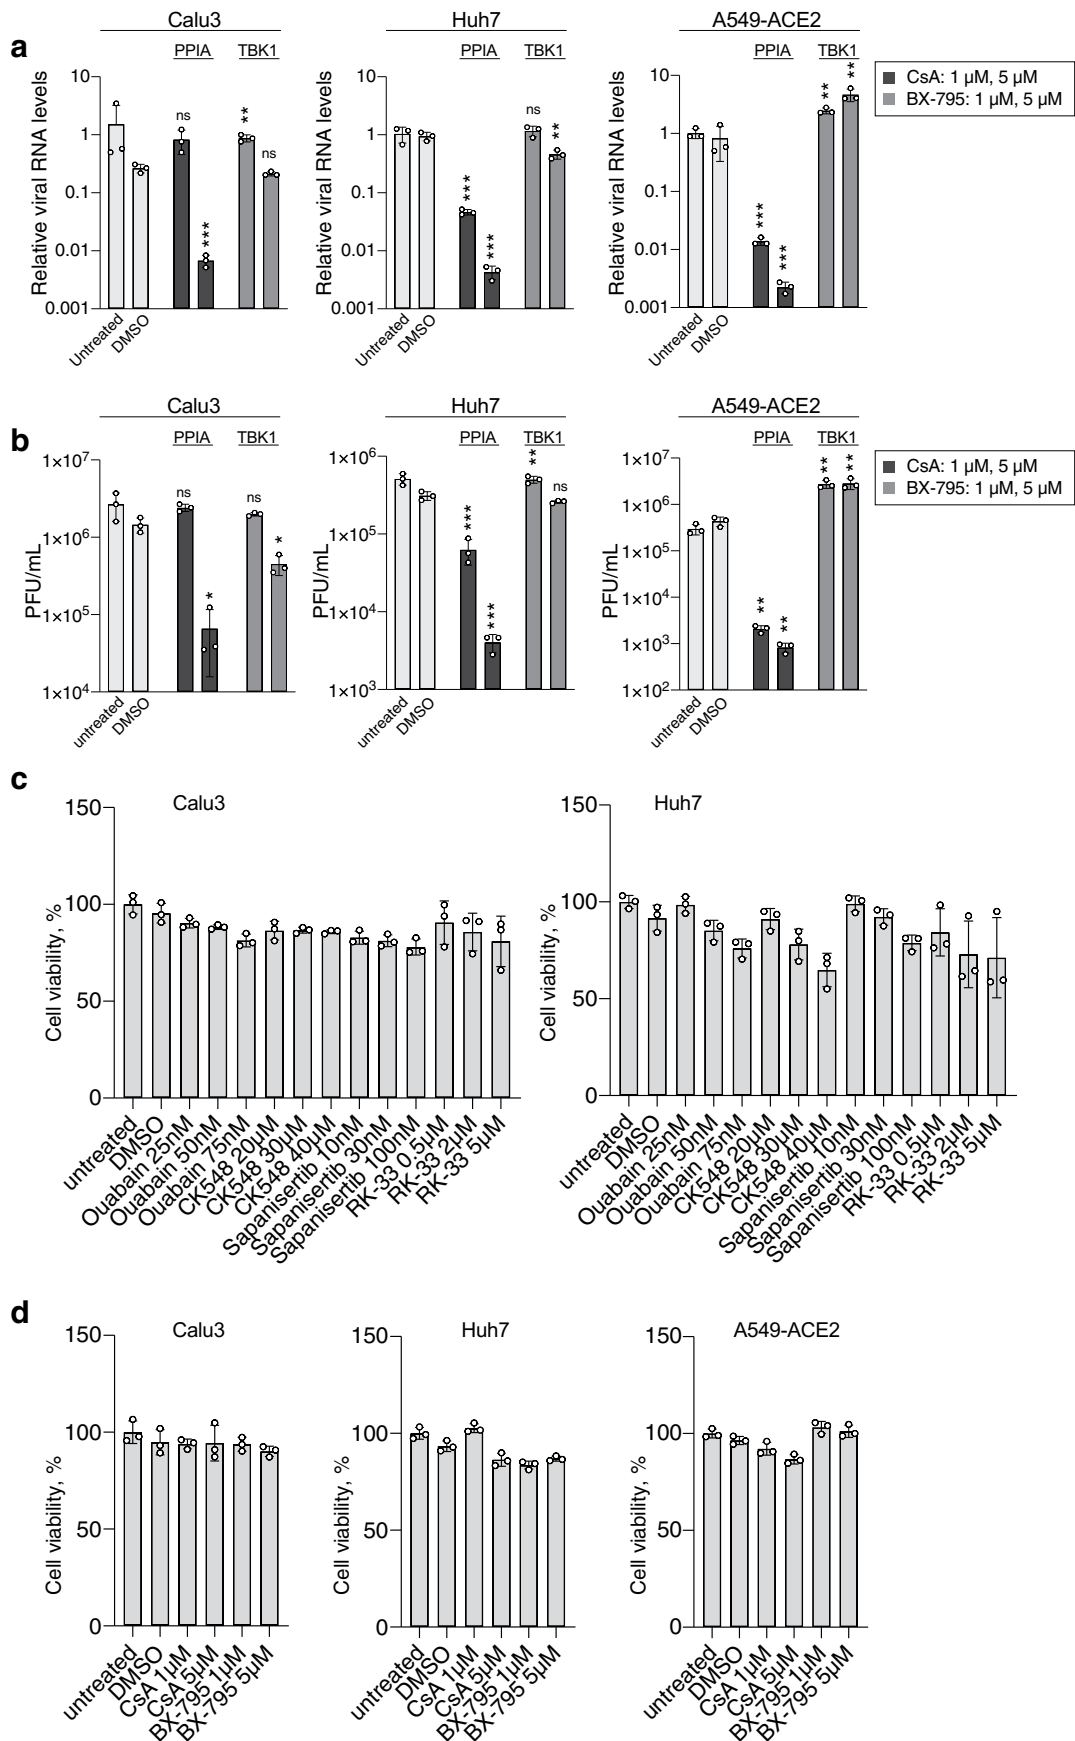 a
Calu3
Huh7
A549-ACE2
PPIA
TBK1
PPIA
TBK1
PPIA
TBK1
CsA: 1 µM, 5 µM
BX-795: 1 µM, 5 µM
Relative viral RNA levels
10
1
0.1
0.01
0.001
ns
***
**
ns
Untreated
DMSO
Relative viral RNA levels
10
1
0.1
0.01
0.001
***
***
ns
**
Untreated
DMSO
Relative viral RNA levels
10
1
0.1
0.01
0.001
***
***
**
**
Untreated
DMSO
b
Calu3
Huh7
A549-ACE2
PPIA
TBK1
PPIA
TBK1
PPIA
TBK1
CsA: 1 µM, 5 µM
BX-795: 1 µM, 5 µM
PFU/mL
1×10⁷
1×10⁶
1×10⁵
1×10⁴
ns
*
ns
*
untreated
DMSO
PFU/mL
1×10⁶
1×10⁵
1×10⁴
1×10³
***
***
**
ns
untreated
DMSO
PFU/mL
1×10⁷
1×10⁶
1×10⁵
1×10⁴
1×10³
1×10²
**
**
**
**
untreated
DMSO
c
Calu3
Cell viability, %
150
100
50
0
untreated
DMSO
Ouabain 25nM
Ouabain 50nM
Ouabain 75nM
CK548 20µM
CK548 30µM
CK548 40µM
Sapanisertib 10nM
Sapanisertib 30nM
Sapanisertib 100nM
RK-33 0.5µM
RK-33 2µM
RK-33 5µM
Huh7
Cell viability, %
150
100
50
0
untreated
DMSO
Ouabain 25nM
Ouabain 50nM
Ouabain 75nM
CK548 20µM
CK548 30µM
CK548 40µM
Sapanisertib 10nM
Sapanisertib 30nM
Sapanisertib 100nM
RK-33 0.5µM
RK-33 2µM
RK-33 5µM
d
Calu3
Cell viability, %
150
100
50
0
untreated
DMSO
CsA 1µM
CsA 5µM
BX-795 1µM
BX-795 5µM
Huh7
Cell viability, %
150
100
50
0
untreated
DMSO
CsA 1µM
CsA 5µM
BX-795 1µM
BX-795 5µM
A549-ACE2
Cell viability, %
150
100
50
0
untreated
DMSO
CsA 1µM
CsA 5µM
BX-795 1µM
BX-795 5µM